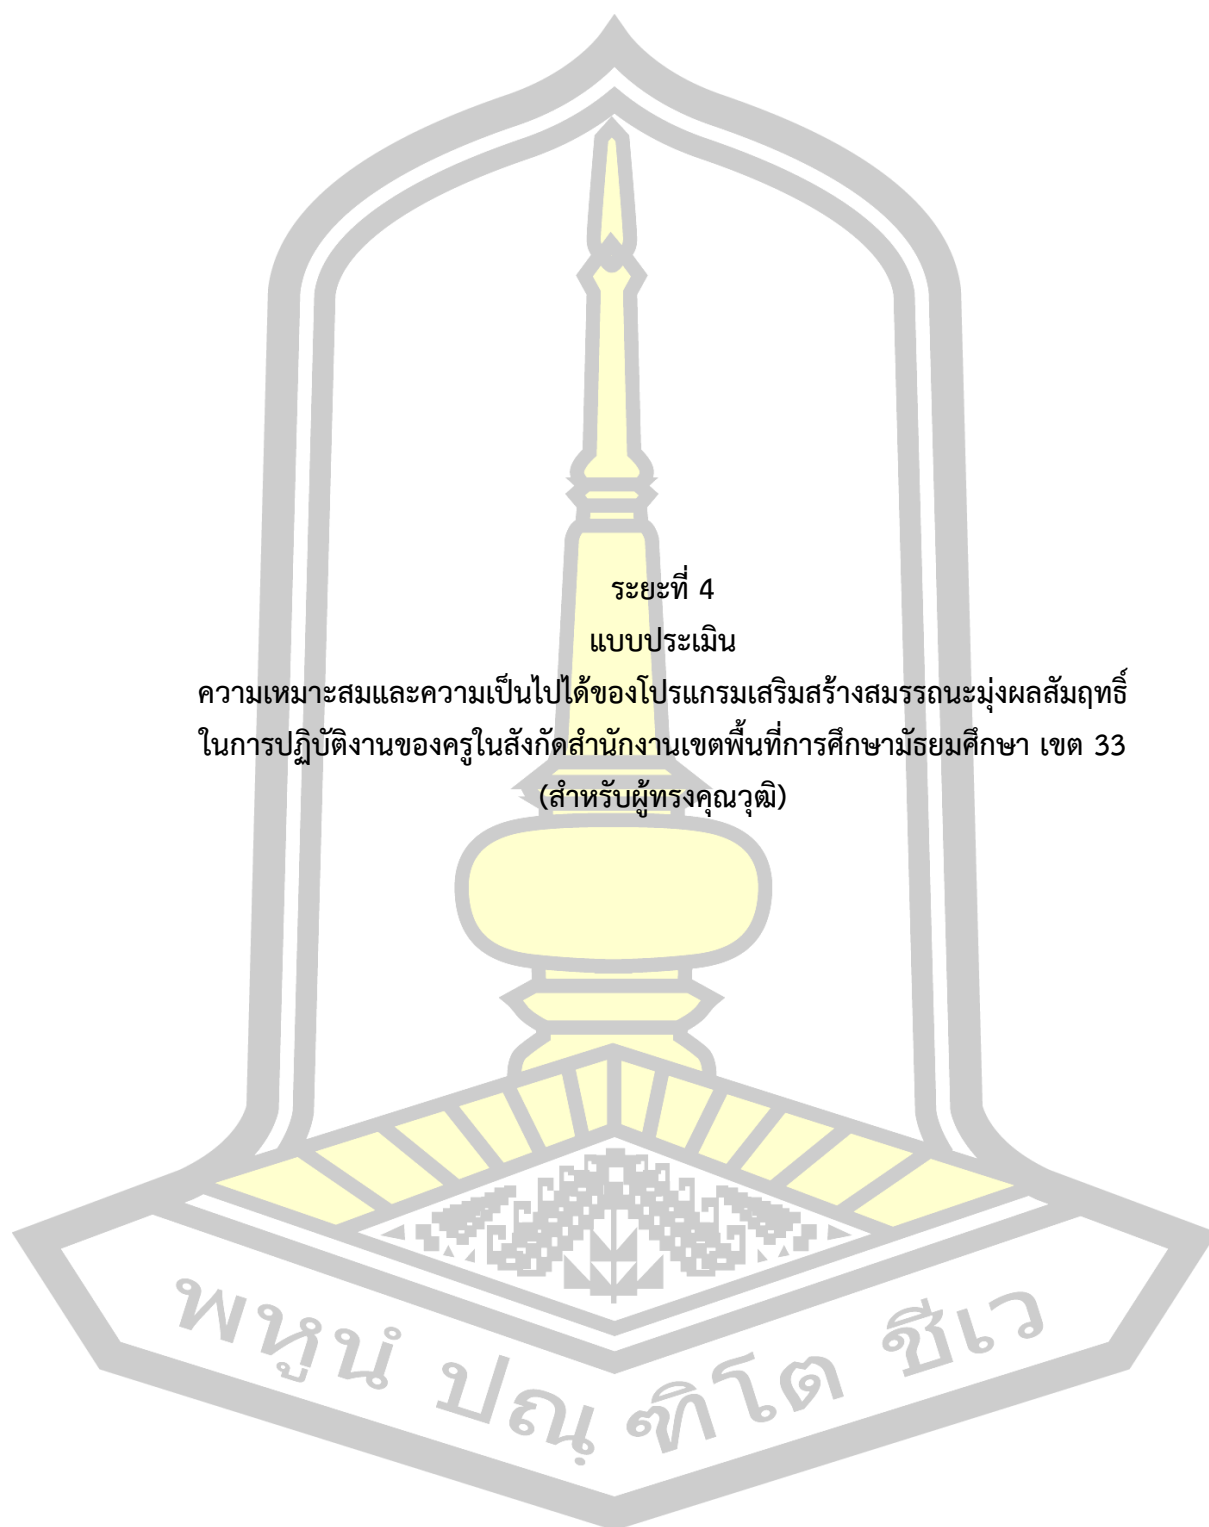 ระยะที่ 4
แบบประเมิน
ความเหมาะสมและความเป็นไปได้ของโปรแกรมเสริมสร้างสมรรถนะมุ่งผลสัมฤทธิ์
ในการปฏิบัติงานของครูในสังกัดสำนักงานเขตพื้นที่การศึกษามัธยมศึกษา เขต 33
(สำหรับผู้ทรงคุณวุฒิ)
พหูนํ ปณฺฑิโต ชีเว